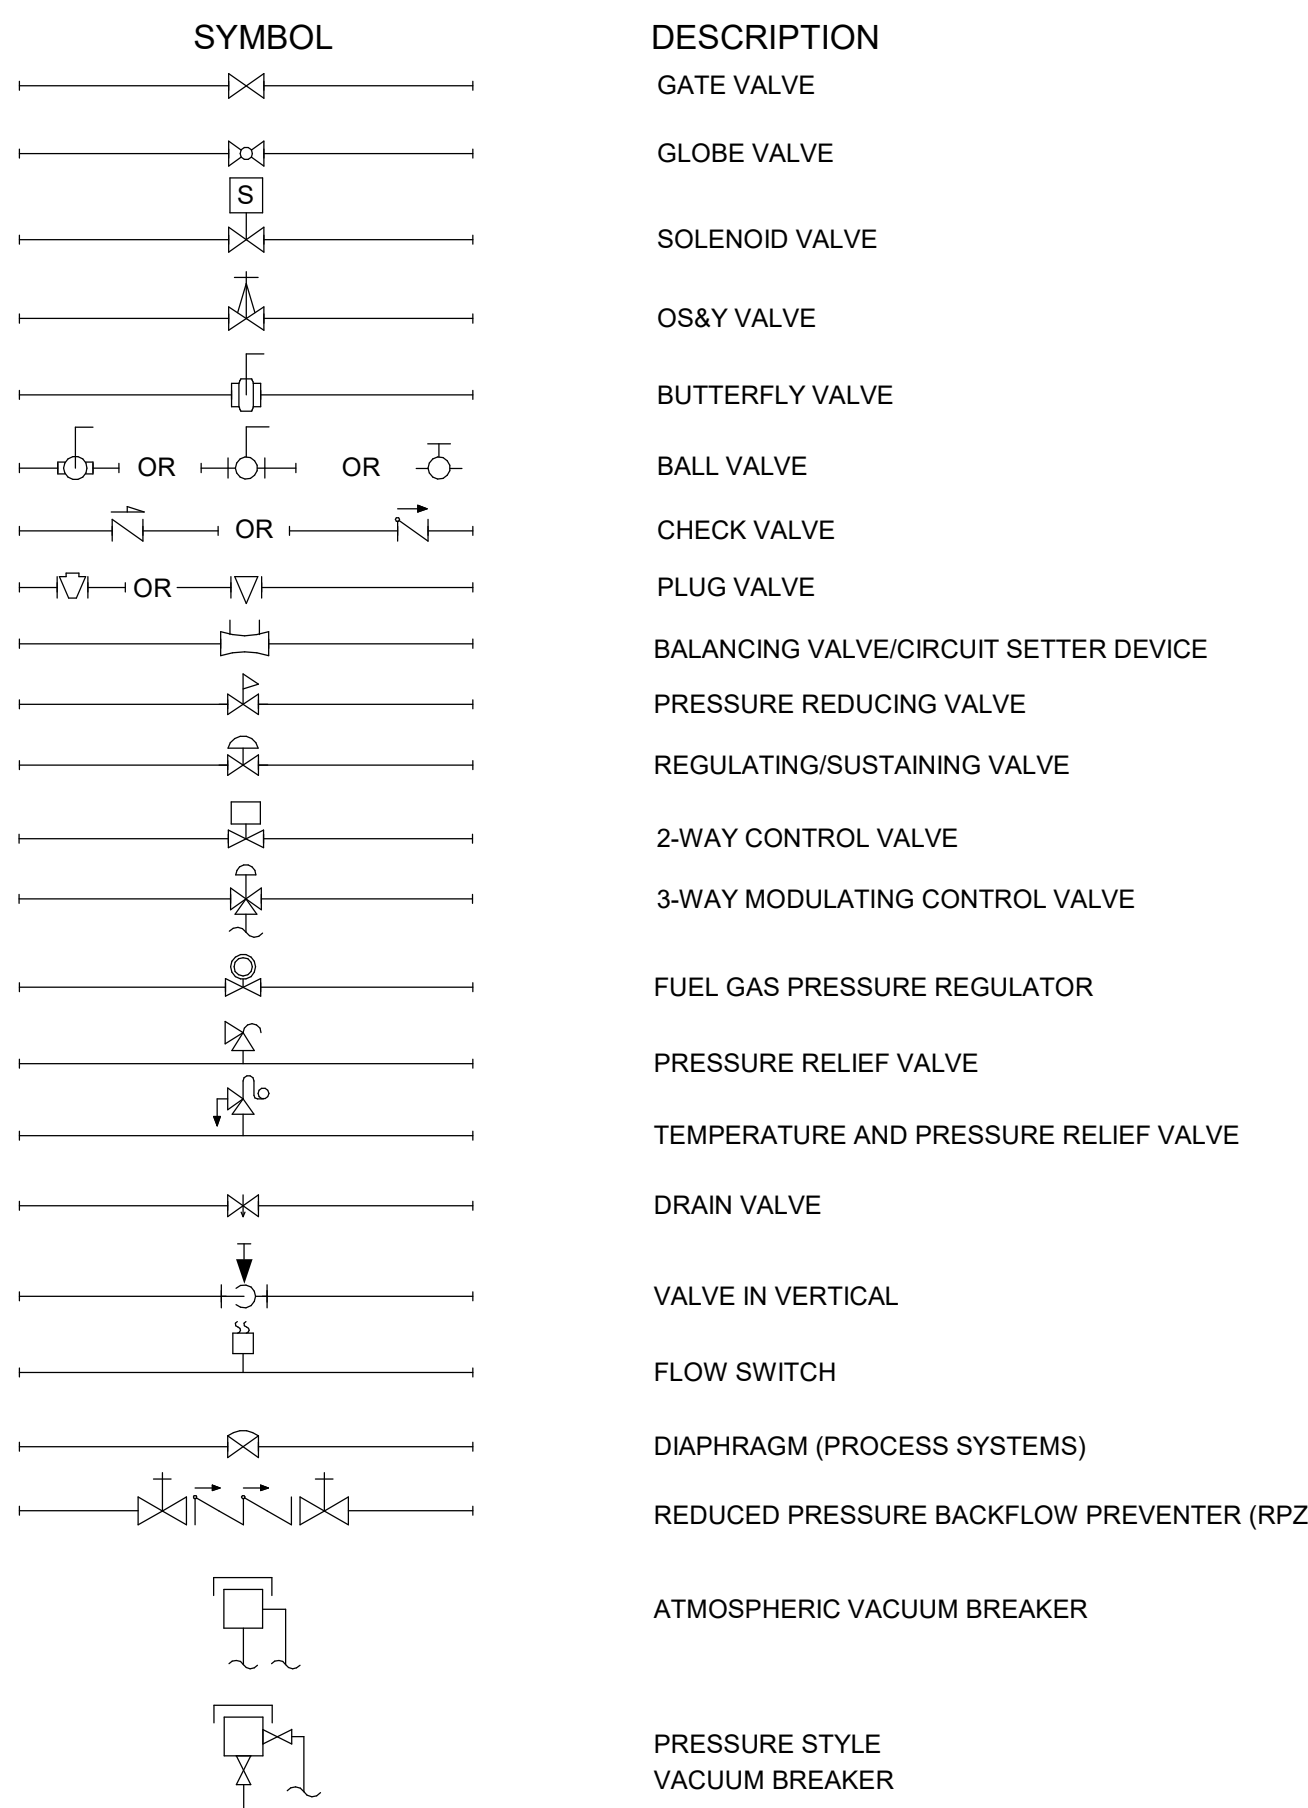 SYMBOL DESCRIPTION
GATE VALVE
GLOBE VALVE
S
SOLENOID VALVE
OS&Y VALVE
BUTTERFLY VALVE
OR OR BALL VALVE
OR CHECK VALVE
OR PLUG VALVE
BALANCING VALVE/CIRCUIT SETTER DEVICE
PRESSURE REDUCING VALVE
REGULATING/SUSTAINING VALVE
2-WAY CONTROL VALVE
3-WAY MODULATING CONTROL VALVE
FUEL GAS PRESSURE REGULATOR
PRESSURE RELIEF VALVE
TEMPERATURE AND PRESSURE RELIEF VALVE
DRAIN VALVE
VALVE IN VERTICAL
FLOW SWITCH
DIAPHRAGM (PROCESS SYSTEMS)
REDUCED PRESSURE BACKFLOW PREVENTER (RPZ
ATMOSPHERIC VACUUM BREAKER
PRESSURE STYLE
VACUUM BREAKER